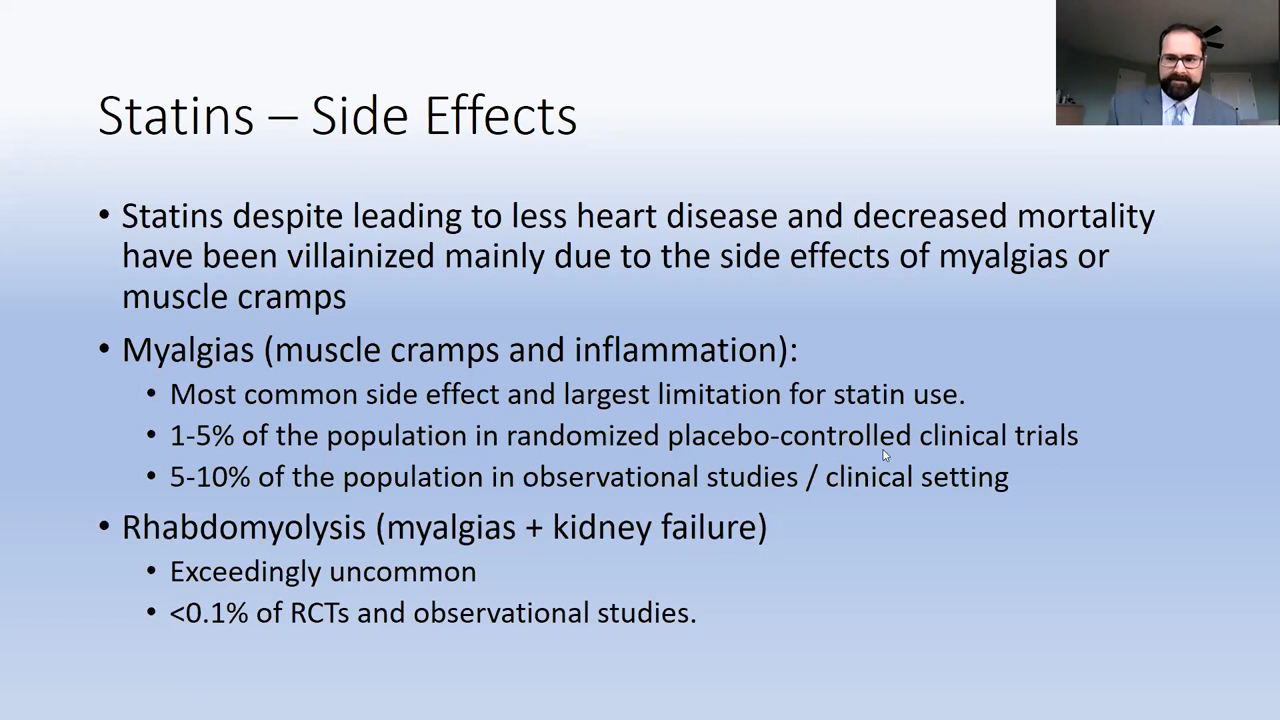 Statins – Side Effects
• Statins despite leading to less heart disease and decreased mortality
have been villainized mainly due to the side effects of myalgias or
muscle cramps
• Myalgias (muscle cramps and inflammation):
• Most common side effect and largest limitation for statin use.
• 1-5% of the population in randomized placebo-controlled clinical trials
• 5-10% of the population in observational studies / clinical setting
• Rhabdomyolysis (myalgias + kidney failure)
• Exceedingly uncommon
• <0.1% of RCTs and observational studies.